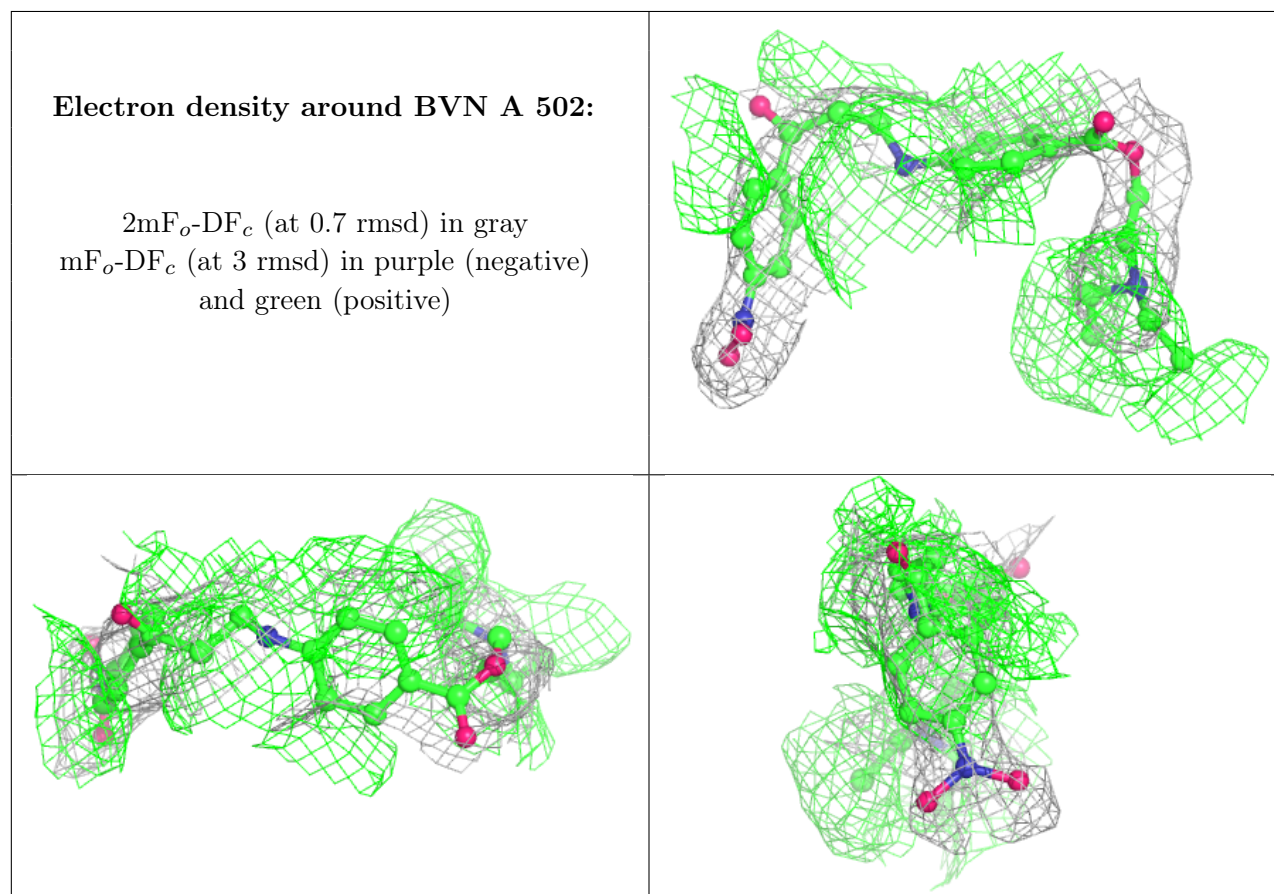 Electron density around BVN A 502:
2mFo-DFc (at 0.7 rmsd) in gray
mFo-DFc (at 3 rmsd) in purple (negative)
and green (positive)